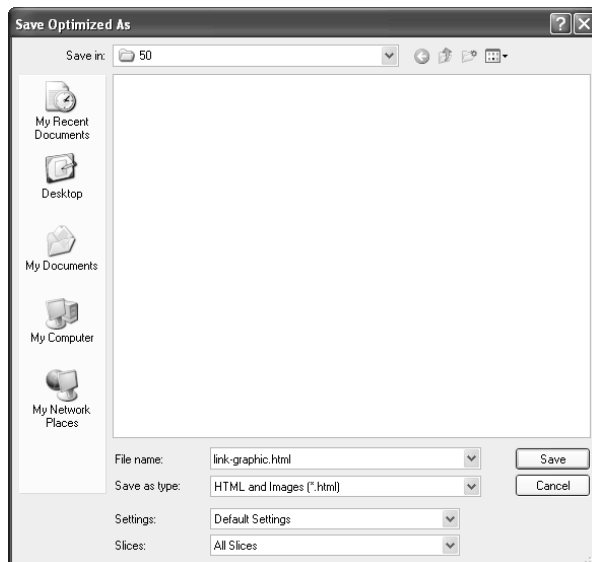 Save Optimized As
Save in: 50
My Recent
Documents
Desktop
My Documents
My Computer
My Network
Places
File name: link-graphic.html Save
Save as type: HTML and Images (*.html) Cancel
Settings: Default Settings
Slices: All Slices